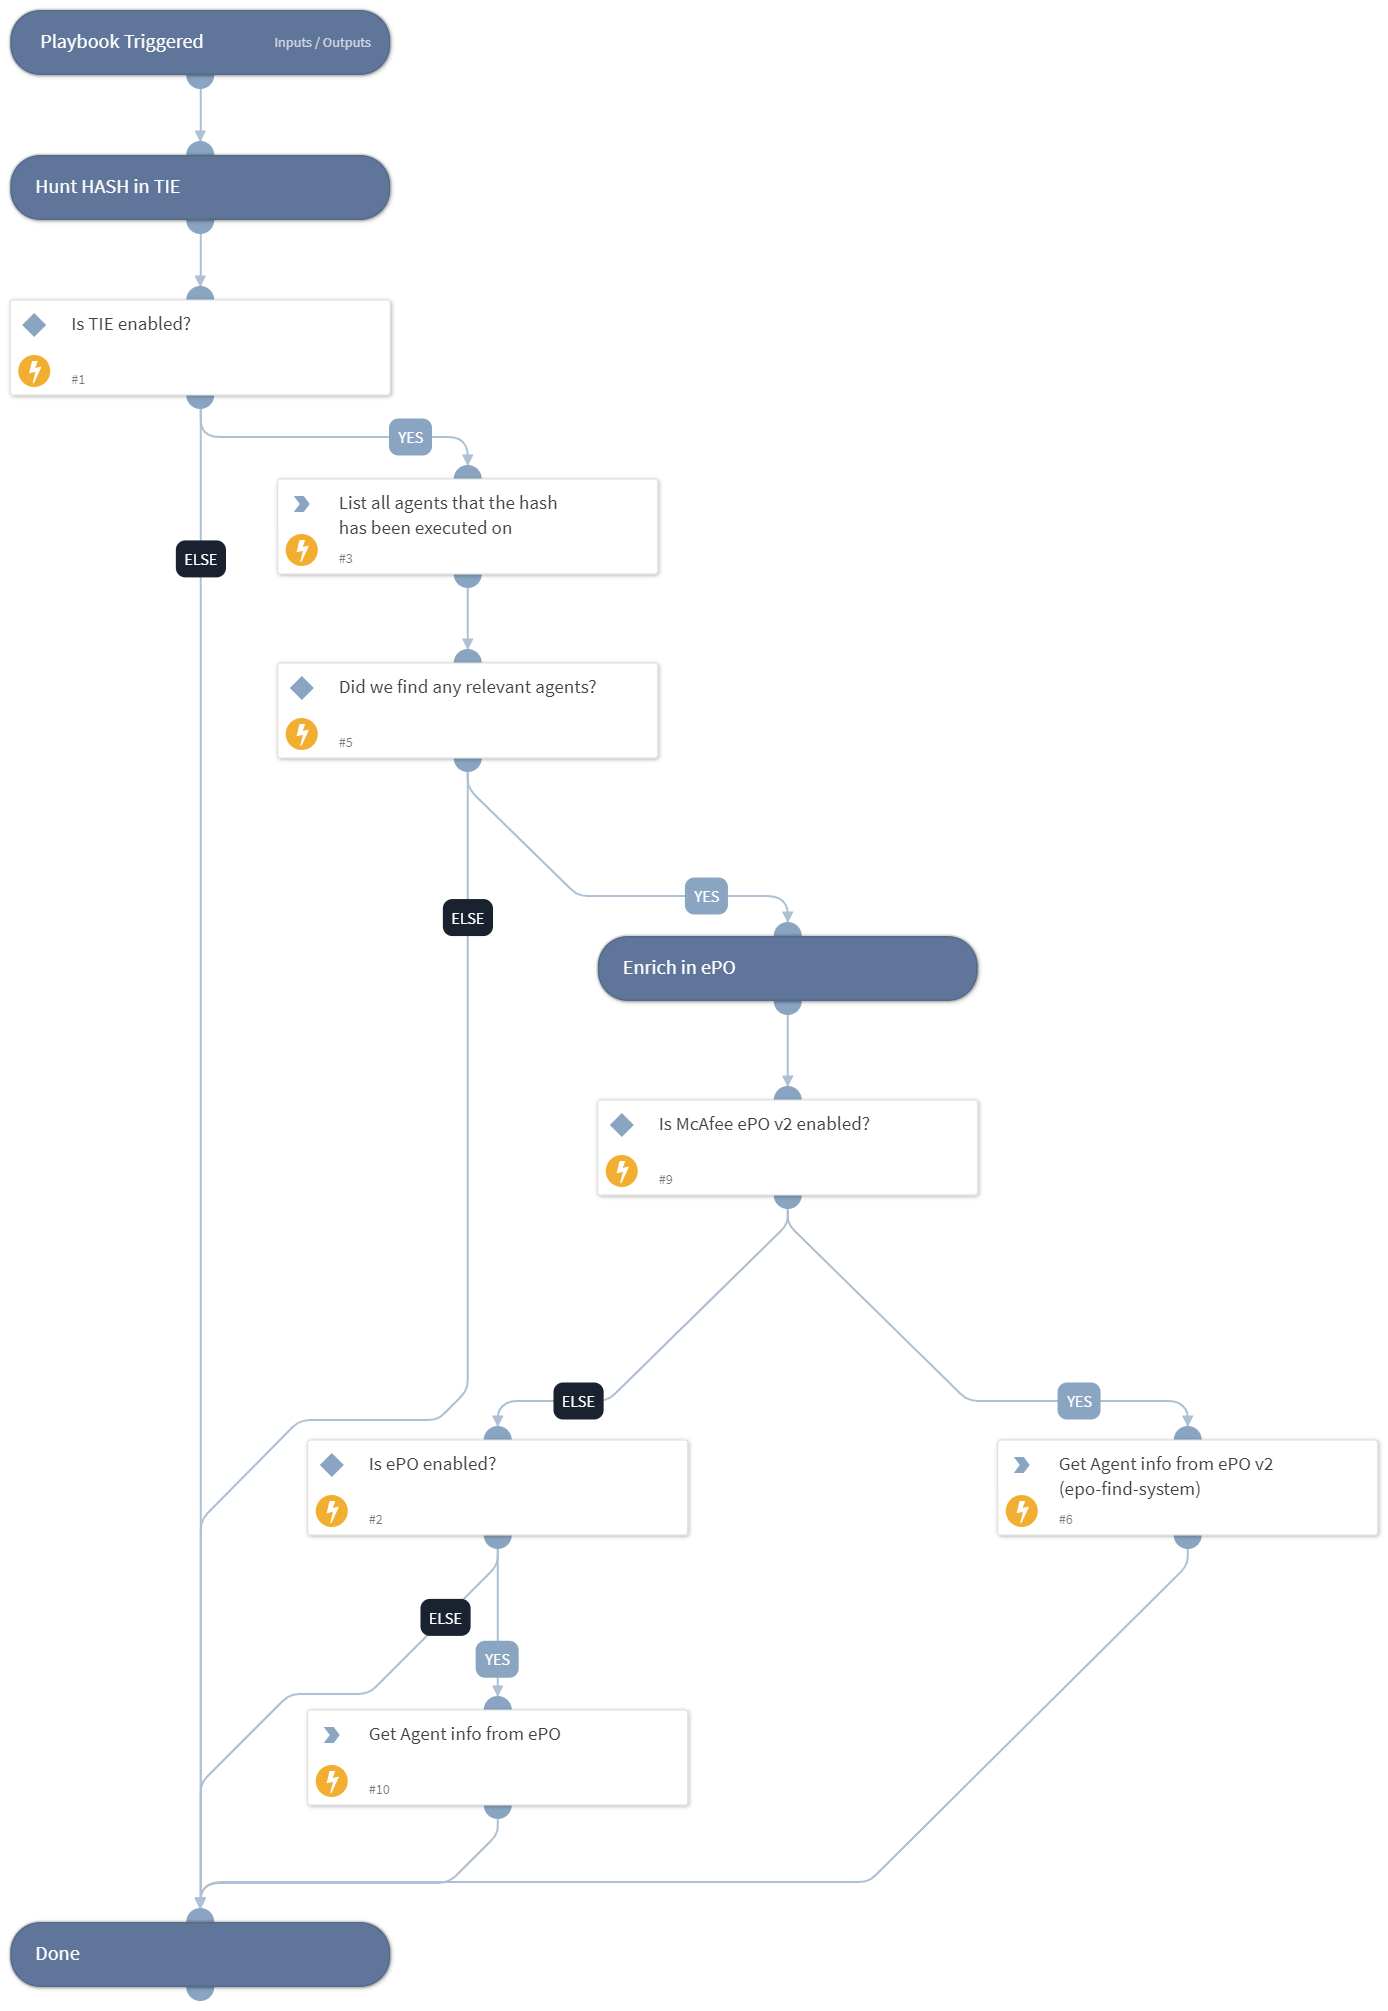 Playbook Triggered
Inputs / Outputs
Hunt HASH in TIE
Is TIE enabled?
#1
YES
List all agents that the hash
has been executed on
#3
ELSE
Did we find any relevant agents?
#5
YES
ELSE
Enrich in ePO
Is McAfee ePO v2 enabled?
#9
ELSE
YES
Is ePO enabled?
#2
Get Agent info from ePO v2
(epo-find-system)
#6
ELSE
YES
Get Agent info from ePO
#10
Done